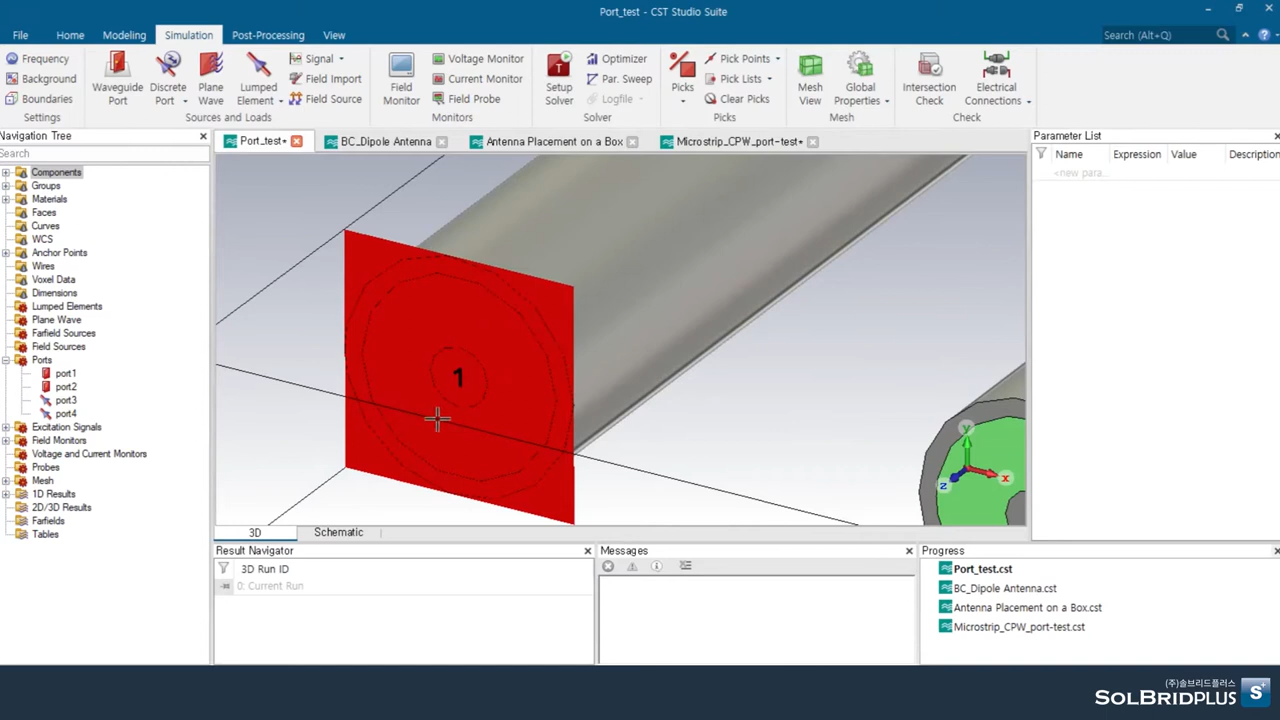 Port_test - CST Studio Suite
File Home Modeling Simulation Post-Processing View Search (Alt+Q)
Frequency
Background
Boundaries
Settings
Waveguide Port
Discrete Port
Plane Wave
Lumped Element
Signal
Field Import
Field Source
Sources and Loads
Field Monitor
Voltage Monitor
Current Monitor
Field Probe
Monitors
Setup Solver
Optimizer
Par. Sweep
Logfile
Solver
Picks
Pick Points
Pick Lists
Clear Picks
Picks
Mesh View
Global Properties
Mesh
Intersection Check
Electrical Connections
Check
Navigation Tree
Search
Components
Groups
Materials
Faces
Curves
WCS
Anchor Points
Wires
Voxel Data
Dimensions
Lumped Elements
Plane Wave
Farfield Sources
Field Sources
Ports
port1
port2
port3
port4
Excitation Signals
Field Monitors
Voltage and Current Monitors
Probes
Mesh
1D Results
2D/3D Results
Farfields
Tables
Port_test* BC_Dipole Antenna Antenna Placement on a Box Microstrip_CPW_port-test*
1
y
x
z
3D Schematic
Parameter List
Name Expression Value Description
<new para...
Result Navigator
3D Run ID
0: Current Run
Messages
Progress
Port_test.cst
BC_Dipole Antenna.cst
Antenna Placement on a Box.cst
Microstrip_CPW_port-test.cst
(주)솔브리드플러스
SOLBRIDPLUS
S+